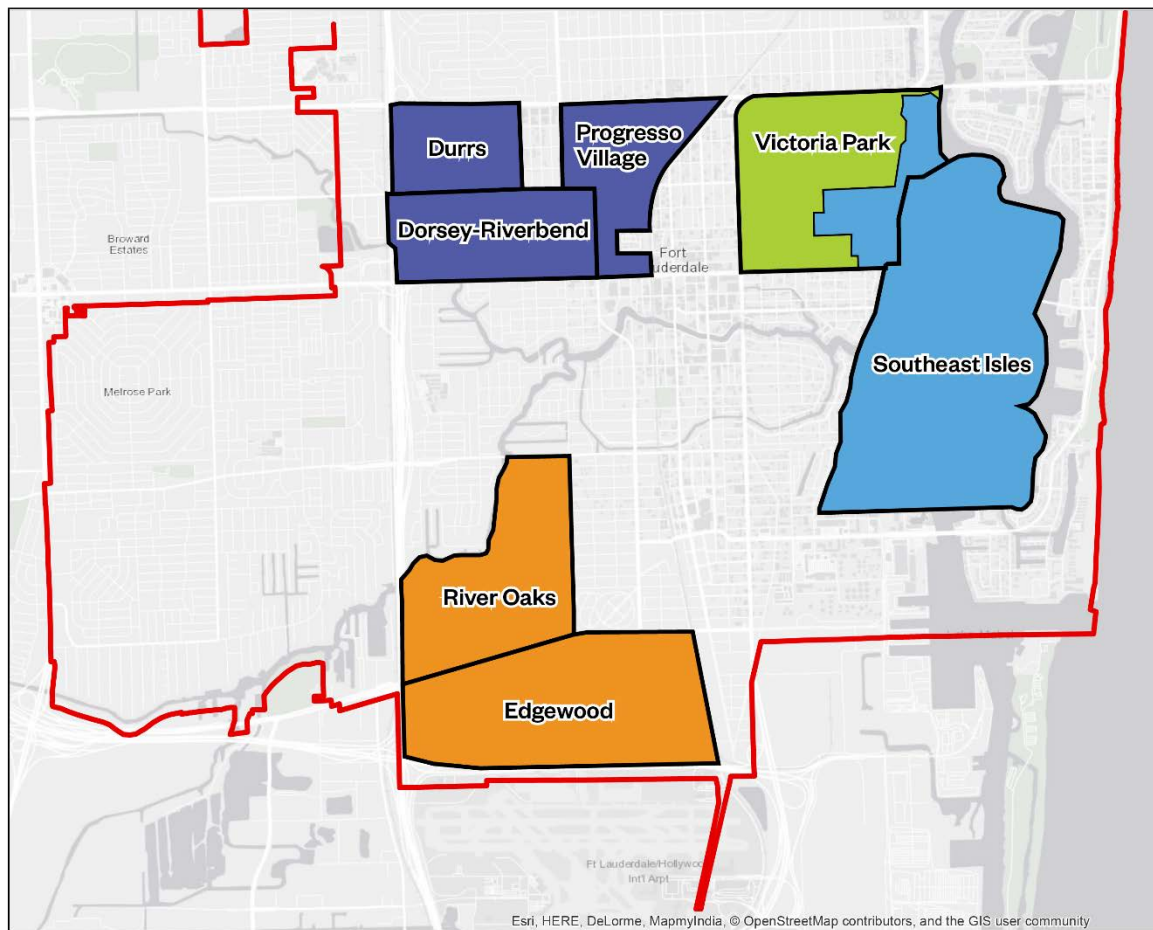 Durrs
Progresso
Village
Victoria Park
Dorsey-Riverbend
Broward
Estates
Fort
uderdale
Southeast Isles
Melrose Park
River Oaks
Edgewood
Ft Lauderdale/Hollywood
Int'l Arpt
Esri, HERE, DeLorme, MapmyIndia, © OpenStreetMap contributors, and the GIS user community